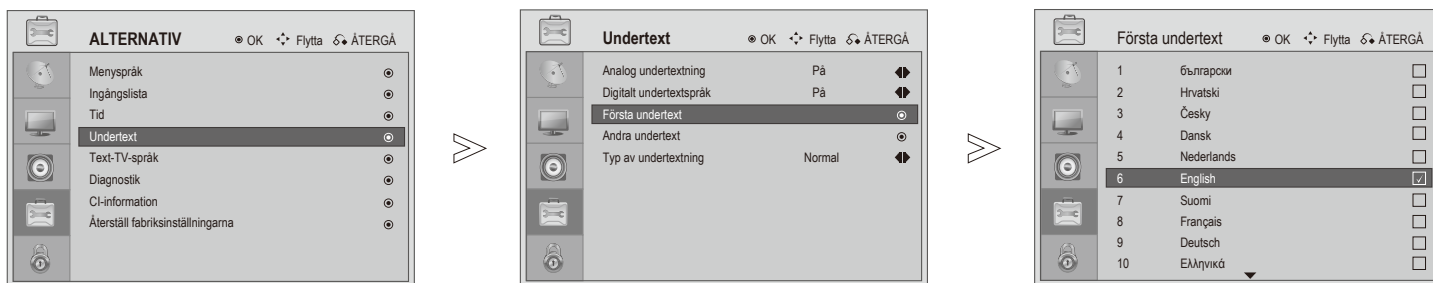 ALTERNATIV OK Flytta ÅTERGÅ
Menyspråk
Ingångslista
Tid
Undertext
Text-TV-språk
Diagnostik
CI-information
Återställ fabriksinställningarna
Undertext OK Flytta ÅTERGÅ
Analog undertextning På
Digitalt undertextspråk På
Första undertext
Andra undertext
Typ av undertextning Normal
Första undertext OK Flytta ÅTERGÅ
1 български
2 Hrvatski
3 Česky
4 Dansk
5 Nederlands
6 English
7 Suomi
8 Français
9 Deutsch
10 Ελληνικά